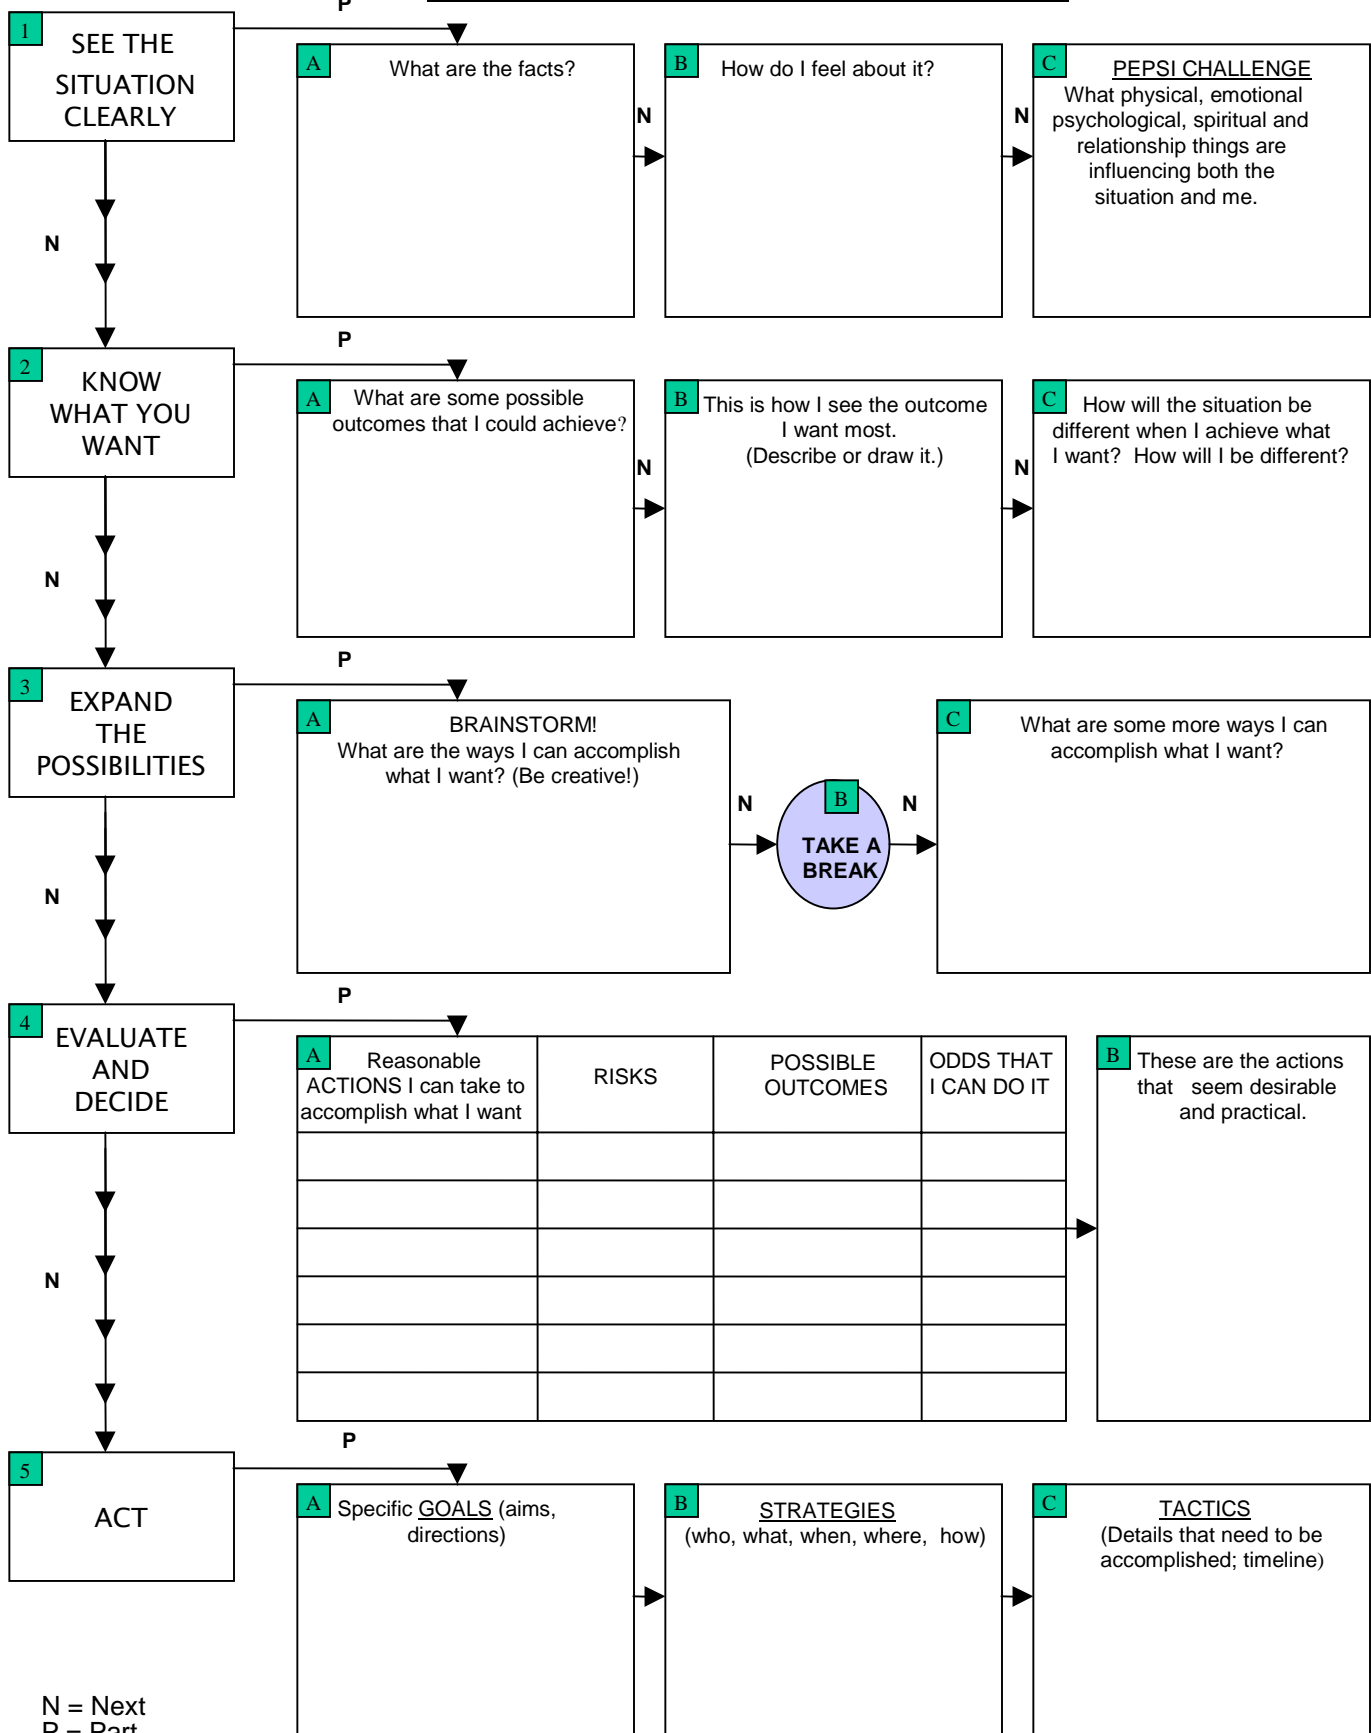 P
1
SEE THE
SITUATION
CLEARLY
A
What are the facts?
N
B
How do I feel about it?
N
C
PEPSI CHALLENGE
What physical, emotional
psychological, spiritual and
relationship things are
influencing both the
situation and me.
N
P
2
KNOW
WHAT YOU
WANT
A
What are some possible
outcomes that I could achieve?
N
B
This is how I see the outcome
I want most.
(Describe or draw it.)
N
C
How will the situation be
different when I achieve what
I want? How will I be different?
N
P
3
EXPAND
THE
POSSIBILITIES
A
BRAINSTORM!
What are the ways I can accomplish
what I want? (Be creative!)
N
B
TAKE A
BREAK
N
C
What are some more ways I can
accomplish what I want?
N
P
4
EVALUATE
AND
DECIDE
A
Reasonable
ACTIONS I can take to
accomplish what I want
RISKS
POSSIBLE
OUTCOMES
ODDS THAT
I CAN DO IT
B
These are the actions
that seem desirable
and practical.
N
P
5
ACT
A
Specific GOALS (aims,
directions)
B
STRATEGIES
(who, what, when, where, how)
C
TACTICS
(Details that need to be
accomplished; timeline)
N = Next
P = Part